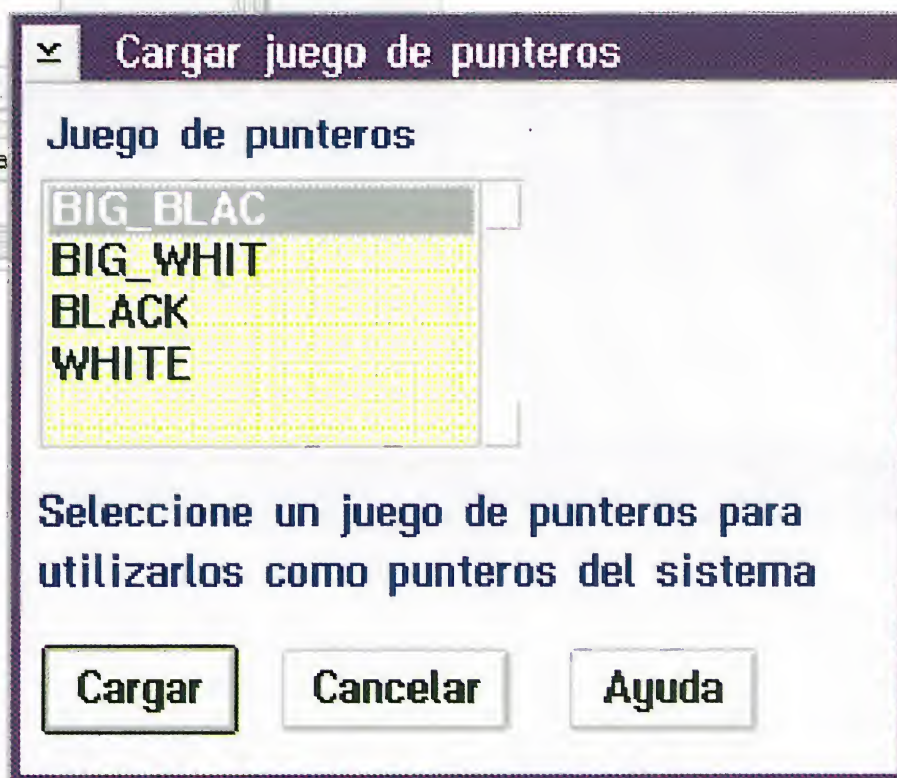 Cargar juego de punteros
Juego de punteros
BIG_BLAC
BIG_WHIT
BLACK
WHITE
Seleccione un juego de punteros para
utilizarlos como punteros del sistema
Cargar Cancelar Ayuda